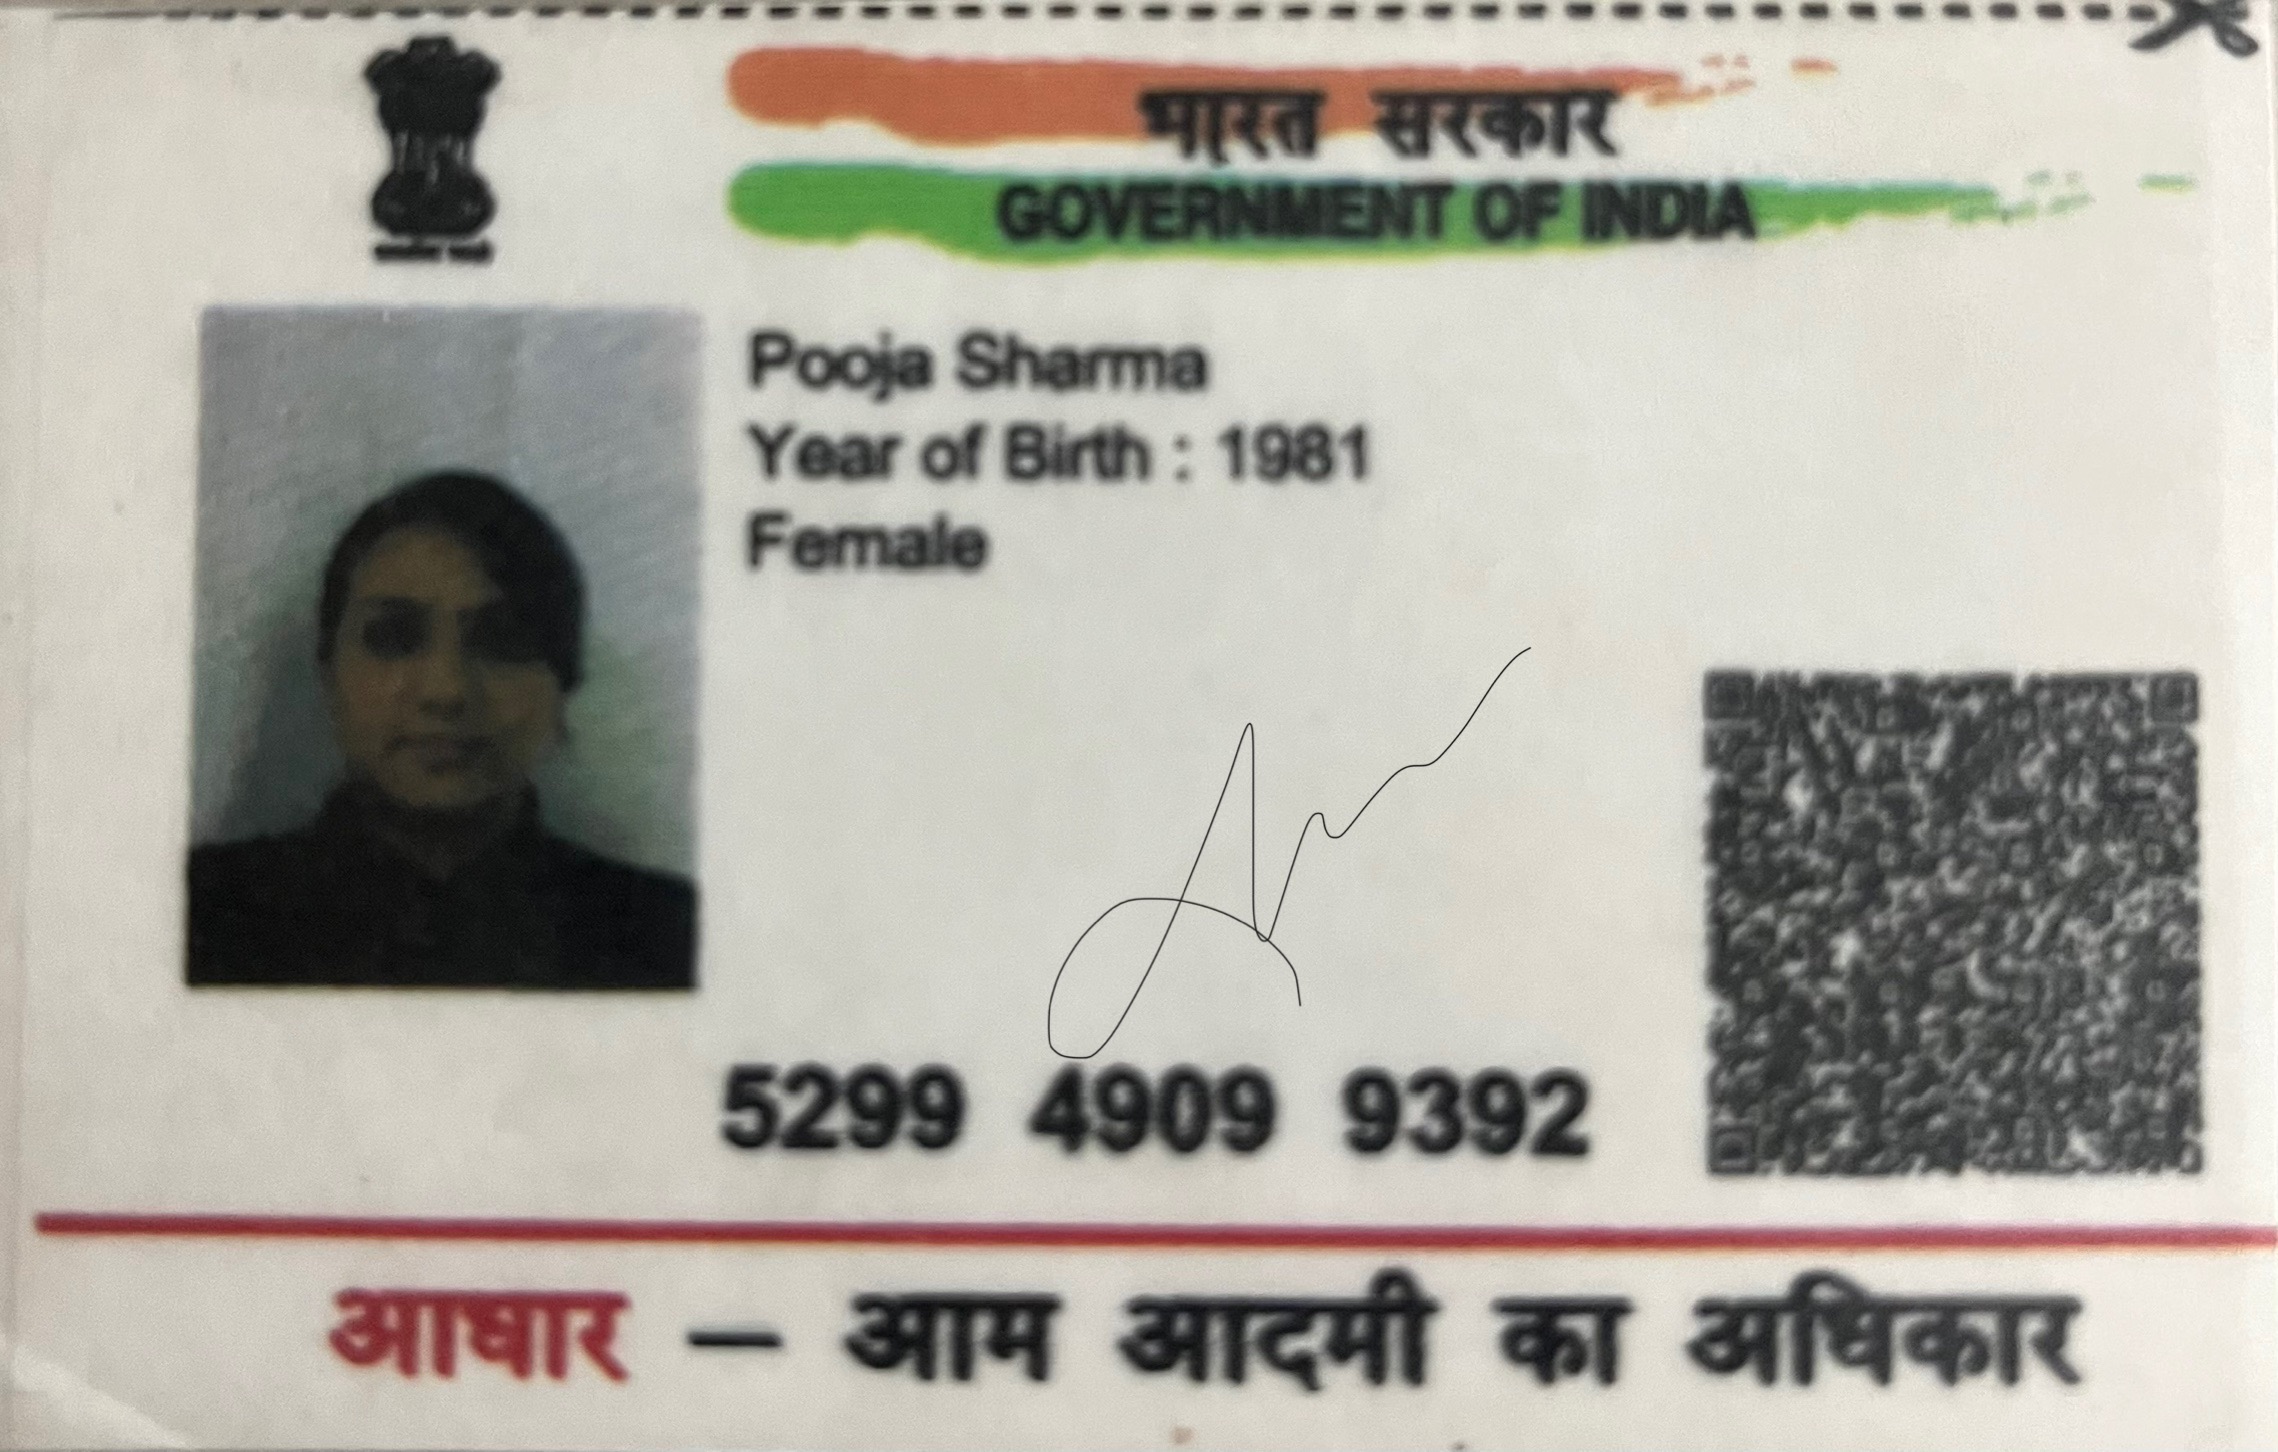 भारत सरकार
GOVERNMENT OF INDIA
Pooja Sharma
Year of Birth : 1981
Female
5299 4909 9392
आधार — आम आदमी का अधिकार